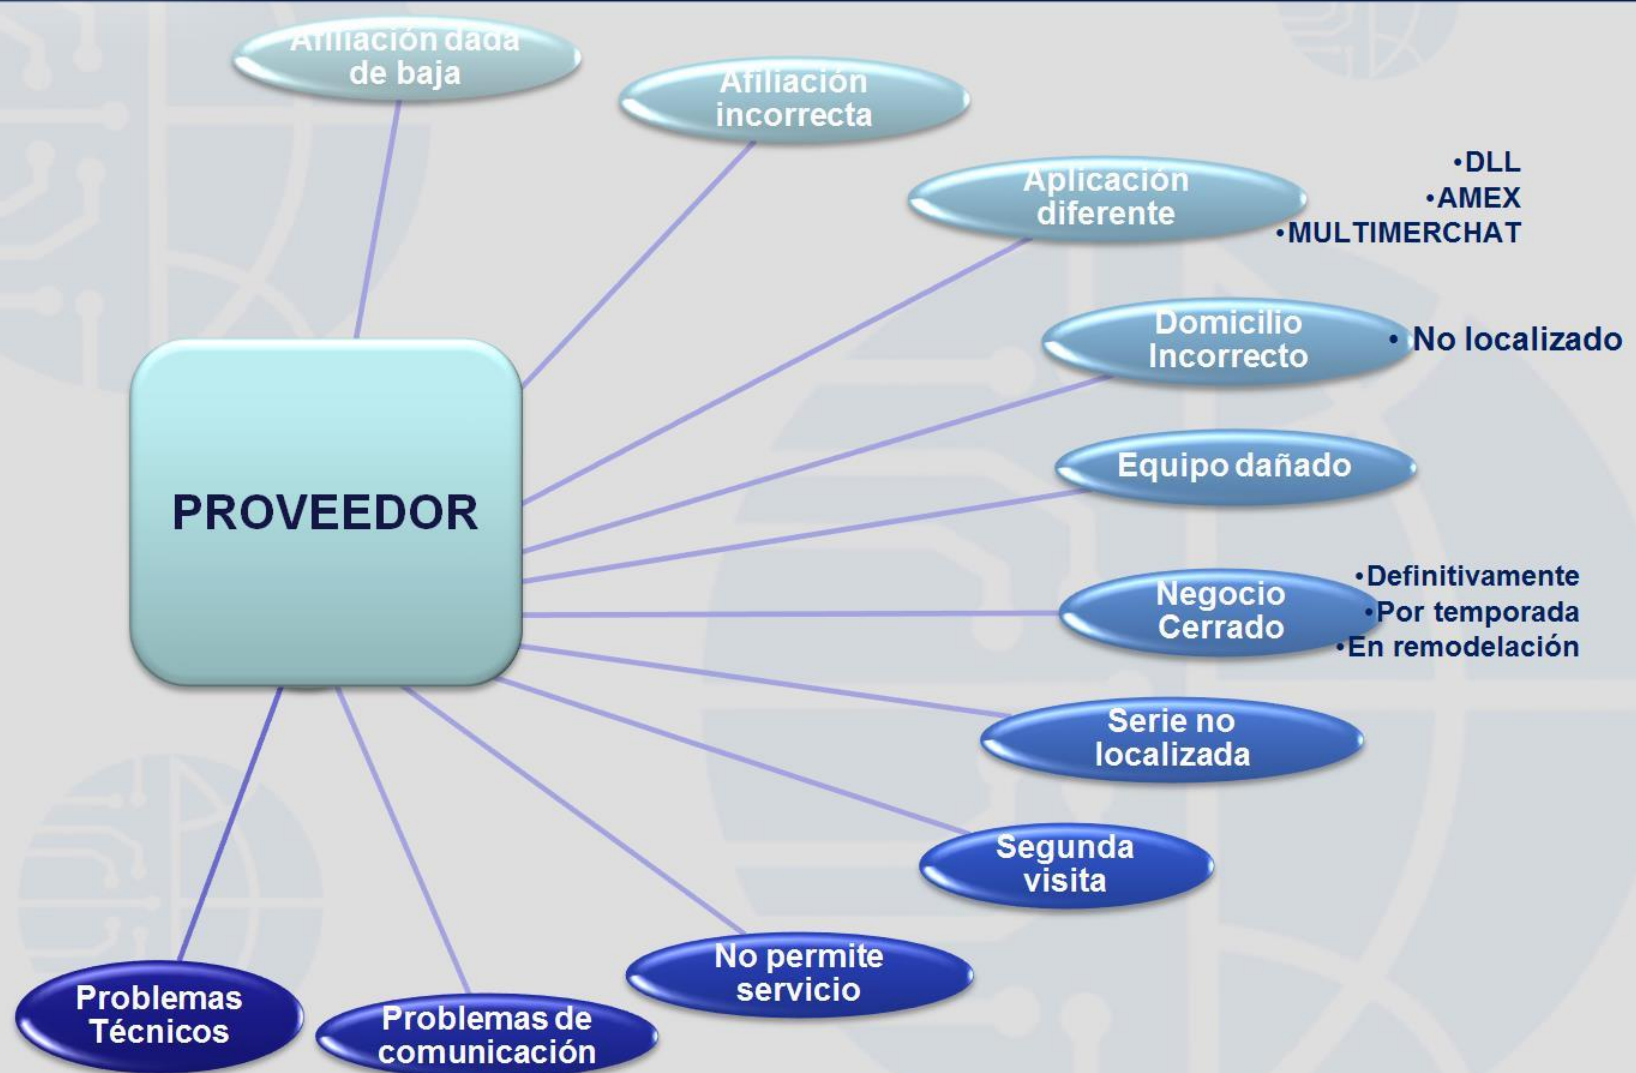 Afiliación dada
de baja
Afiliación
incorrecta
Aplicación
diferente
•DLL
•AMEX
•MULTIMERCHAT
Domicilio
Incorrecto
• No localizado
Equipo dañado
PROVEEDOR
Negocio
Cerrado
•Definitivamente
•Por temporada
•En remodelación
Serie no
localizada
Segunda
visita
No permite
servicio
Problemas de
comunicación
Problemas
Técnicos